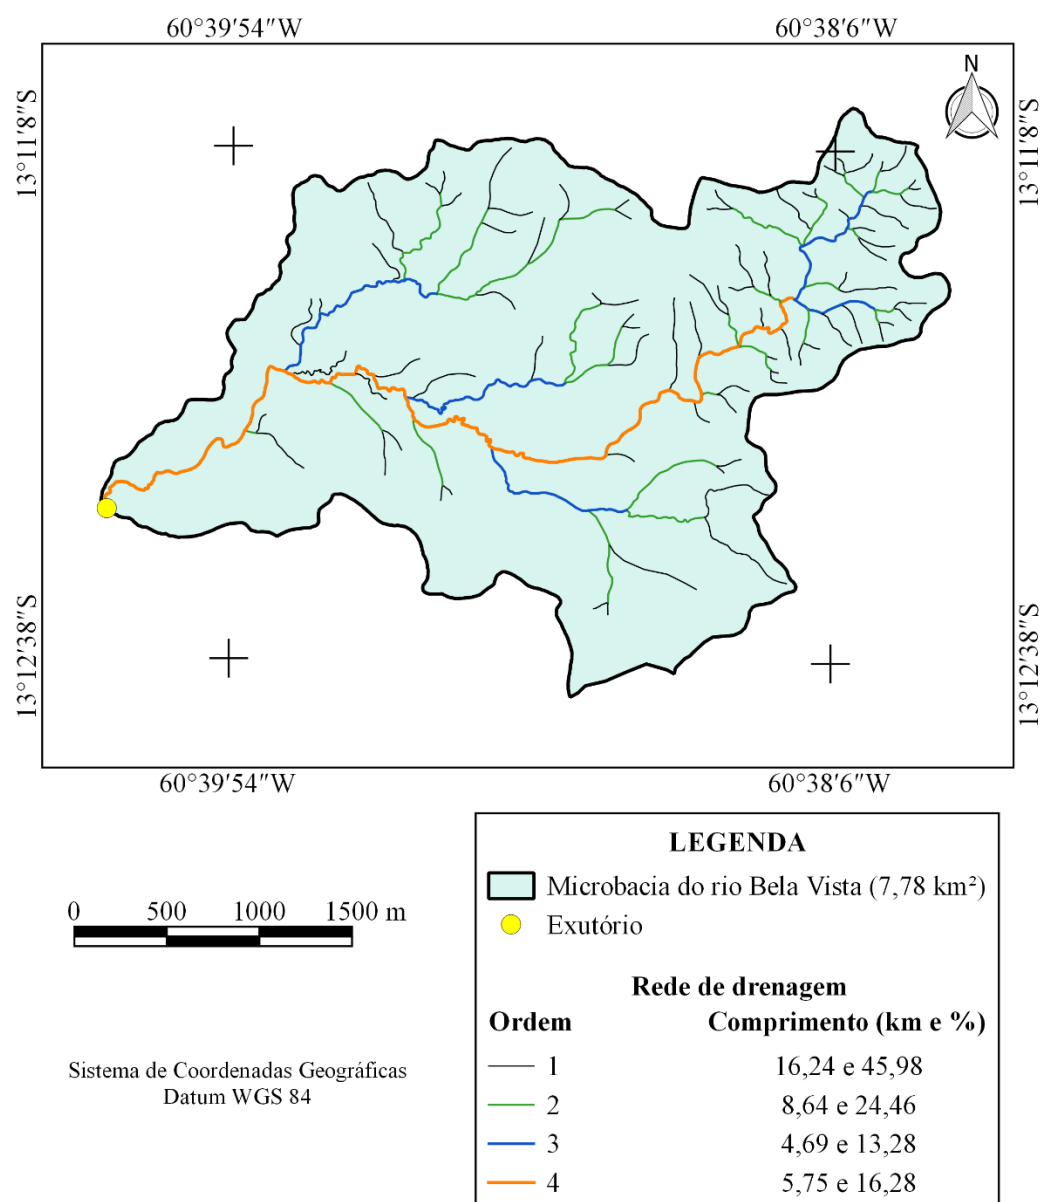 60°39′54″W 60°38′6″W
N
13°11′8″S 13°11′8″S
13°12′38″S 13°12′38″S
60°39′54″W 60°38′6″W
LEGENDA
Microbacia do rio Bela Vista (7,78 km²)
Exutório
0 500 1000 1500 m
Rede de drenagem
Ordem Comprimento (km e %)
1 16,24 e 45,98
2 8,64 e 24,46
3 4,69 e 13,28
4 5,75 e 16,28
Sistema de Coordenadas Geográficas
Datum WGS 84